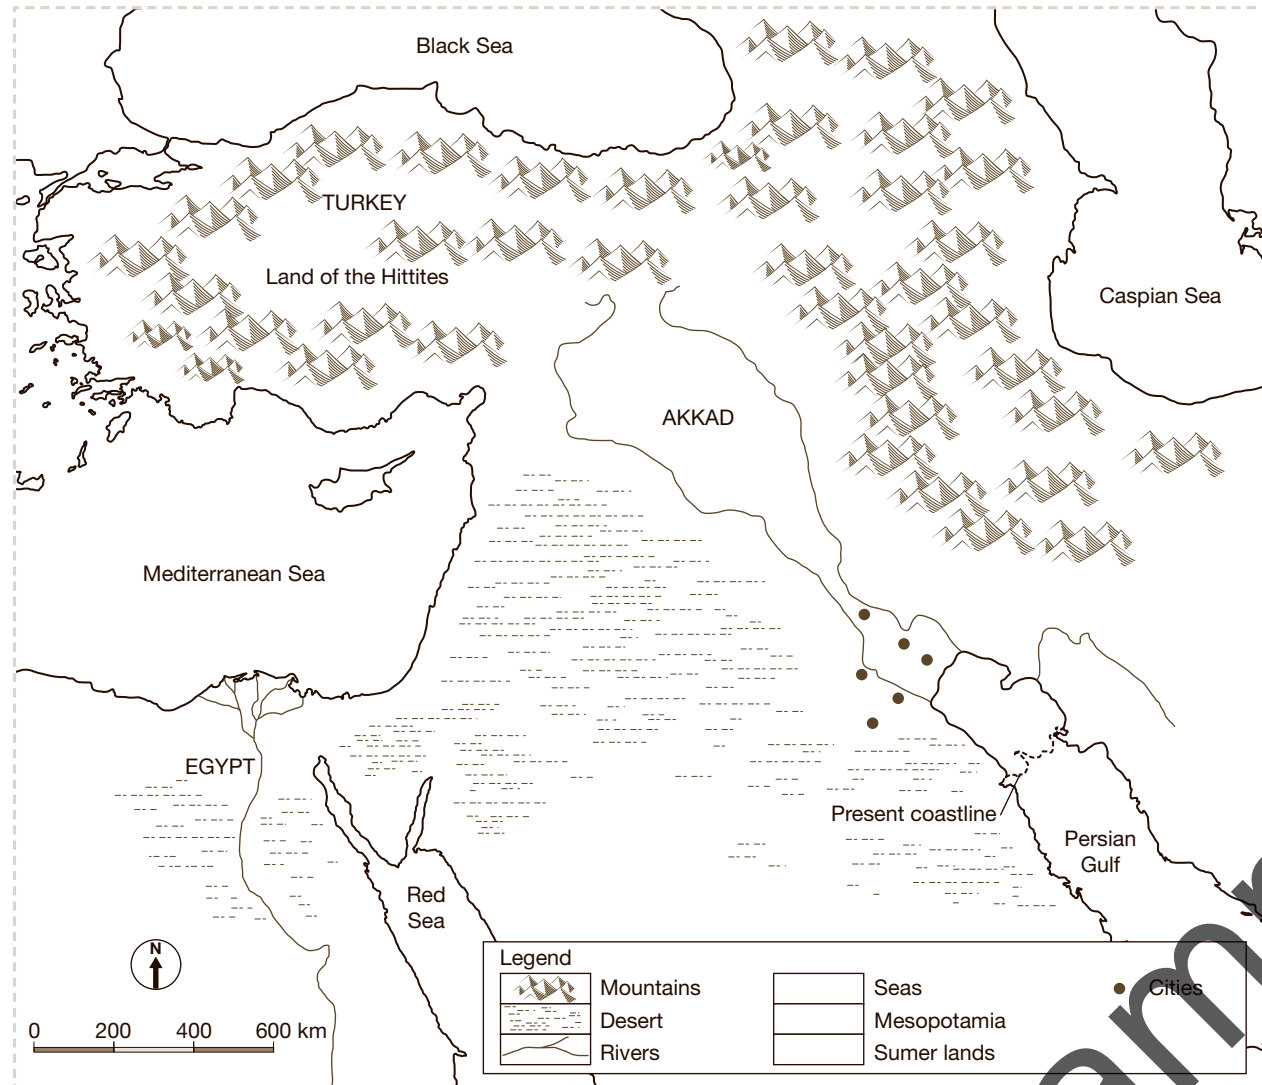 Black Sea
TURKEY
Land of the Hittites
Caspian Sea
AKKAD
Mediterranean Sea
EGYPT
Present coastline
Persian
Gulf
Red
Sea
N
0 200 400 600 km
Legend
Mountains
Seas
Cities
Desert
Mesopotamia
Rivers
Sumer lands